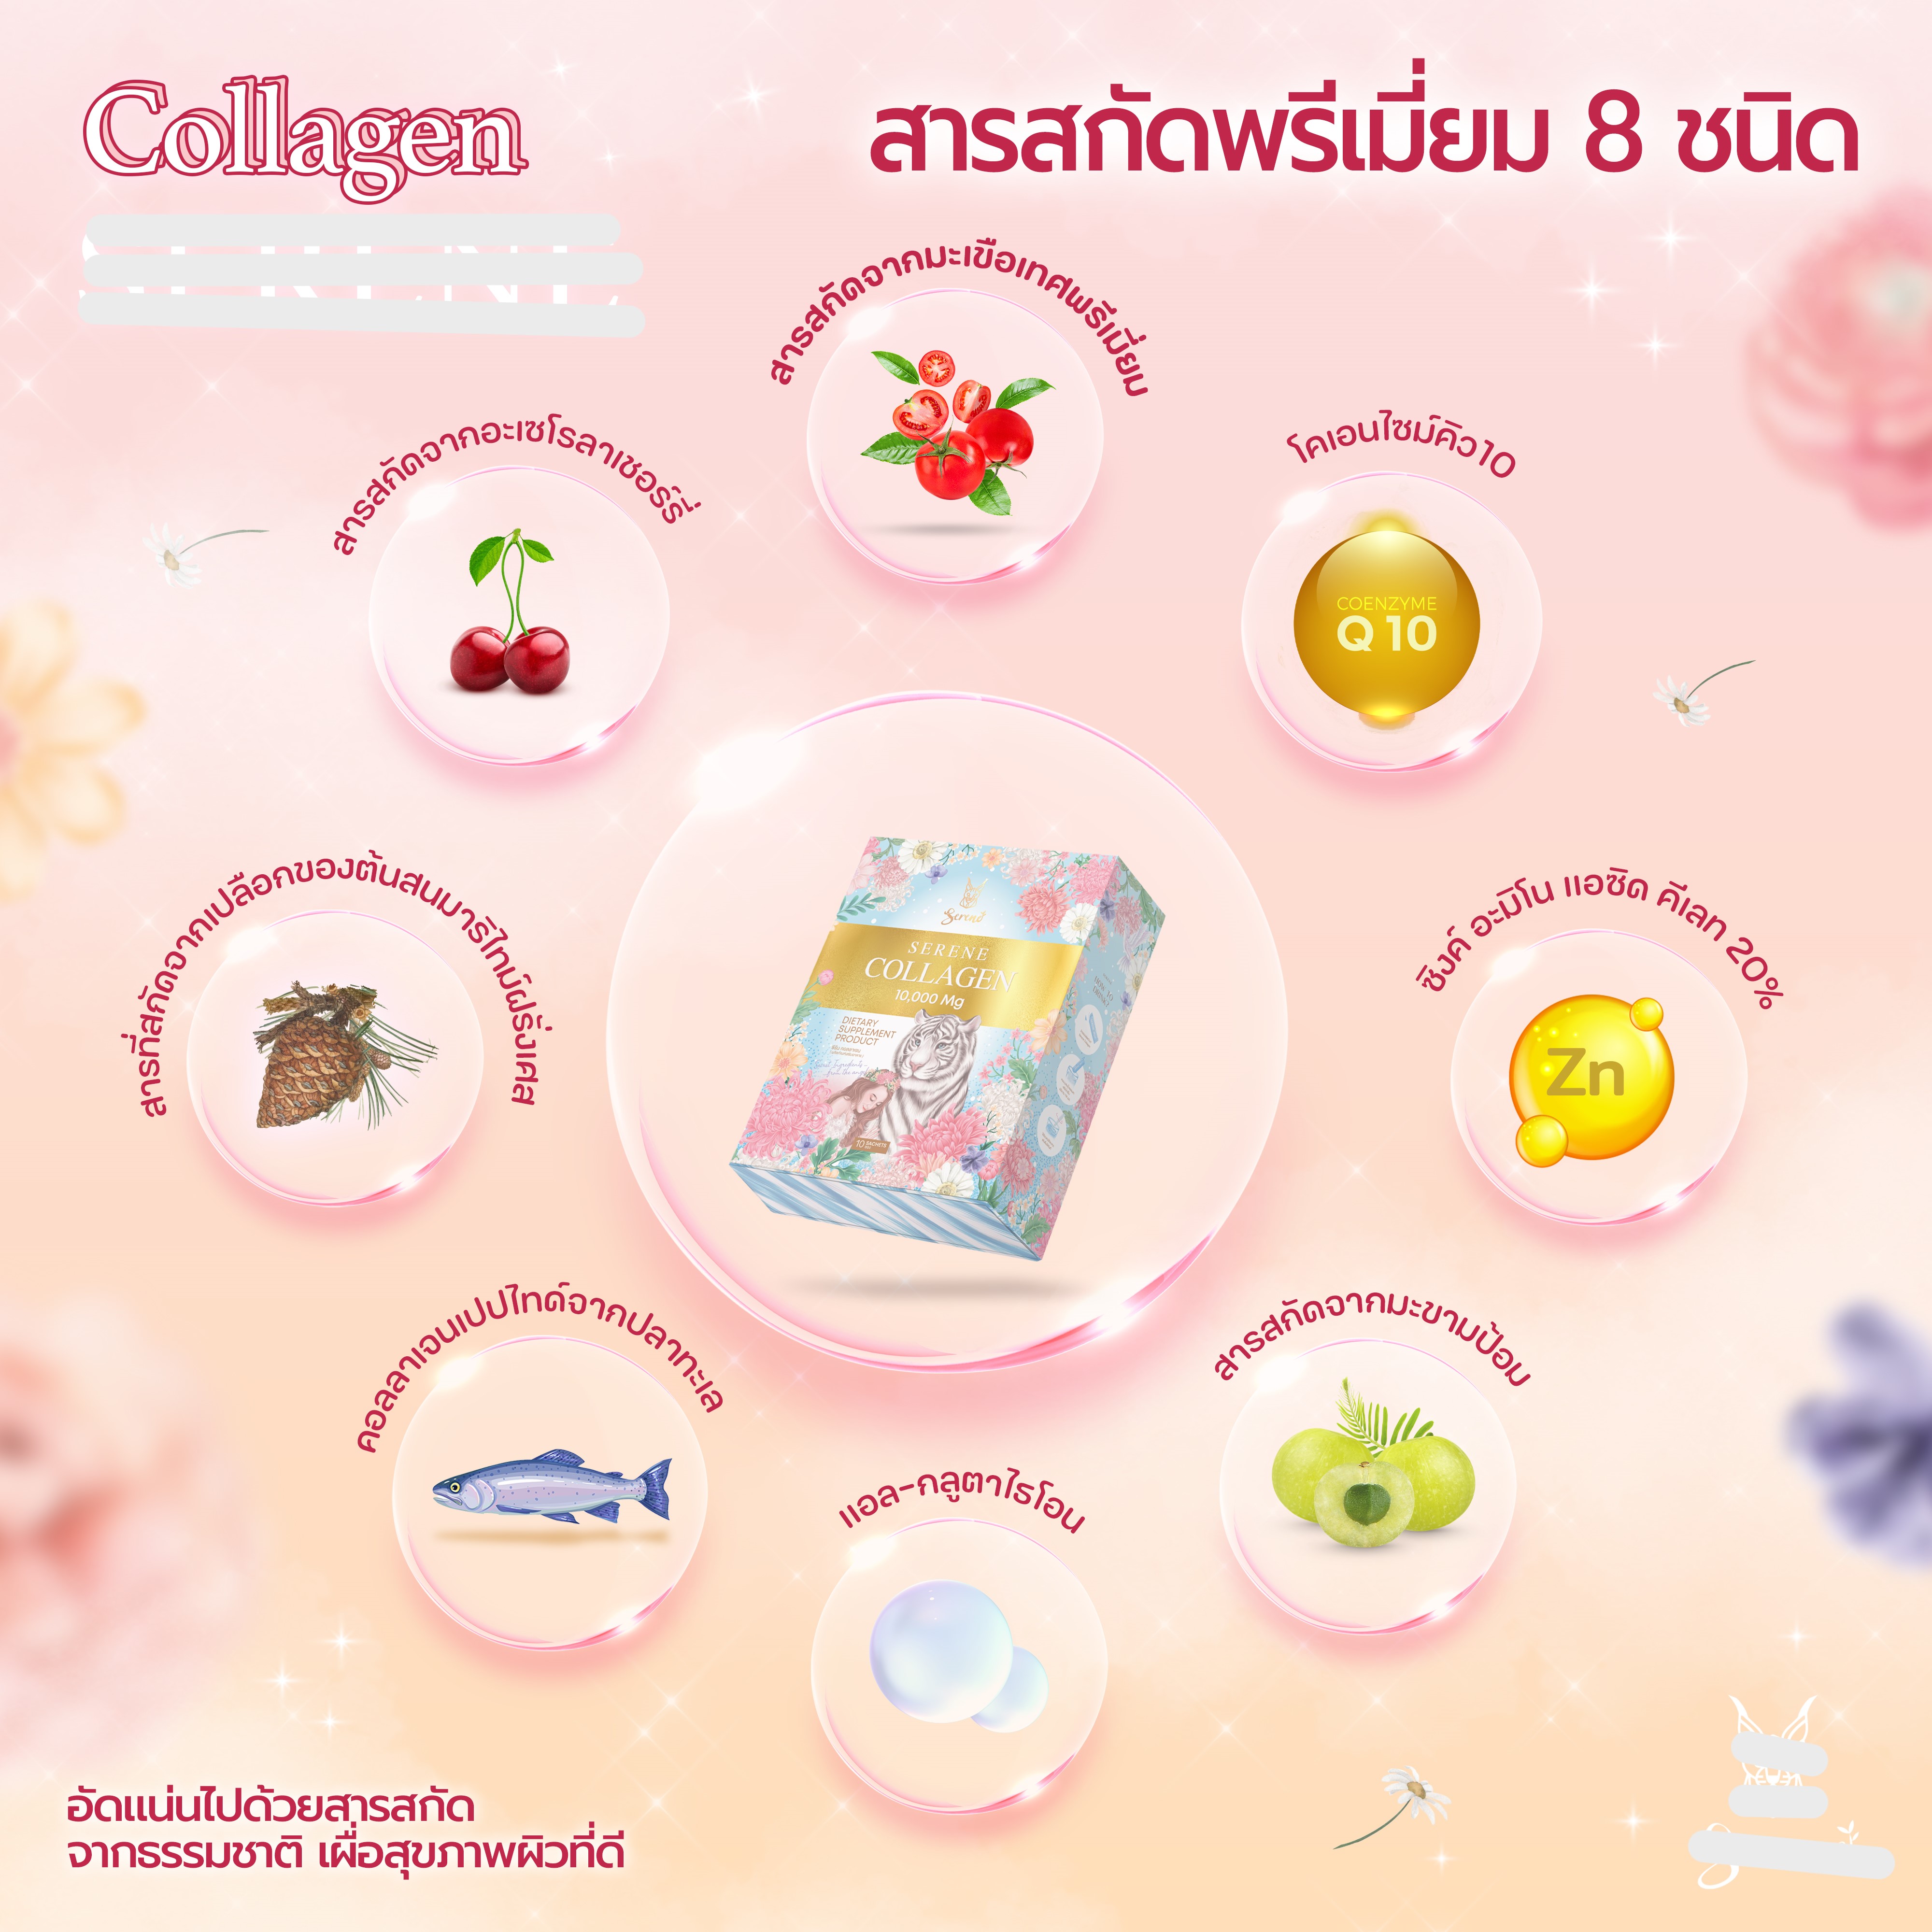 Collagen
สารสกัดพรีเมี่ยม 8 ชนิด
สารสกัดจากมะเขือเทศพรีเมี่ยม
สารสกัดจากอะเซโรลาเชอร์รี่
โคเอนไซม์คิว10
COENZYME
Q 10
สารที่สกัดจากเปลือกของต้นสนมาริไทม์ฝรั่งเศส
ซิงค์ อะมิโน แอซิด คีเลท 20%
Zn
Serene
SERENE
COLLAGEN
10,000 Mg
DIETARY
SUPPLEMENT
PRODUCT
10 SACHETS
คอลลาเจนเปปไทด์จากปลาทะเล
สารสกัดจากมะขามป้อม
แอล-กลูตาไธโอน
อัดแน่นไปด้วยสารสกัด
จากธรรมชาติ เผื่อสุขภาพผิวที่ดี